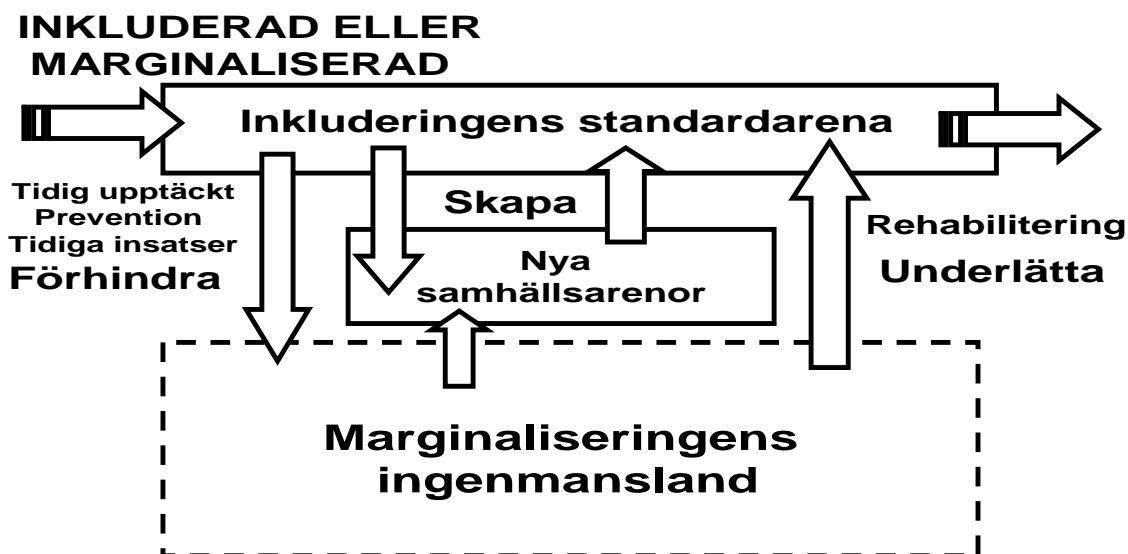 INKLUDERAD ELLER
MARGINALISERAD
Inkluderingens standardarena
Tidig upptäckt
Prevention
Tidiga insatser
Förhindra
Skapa
Nya
samhällsarenor
Rehabilitering
Underlätta
Marginaliseringens
ingenmansland